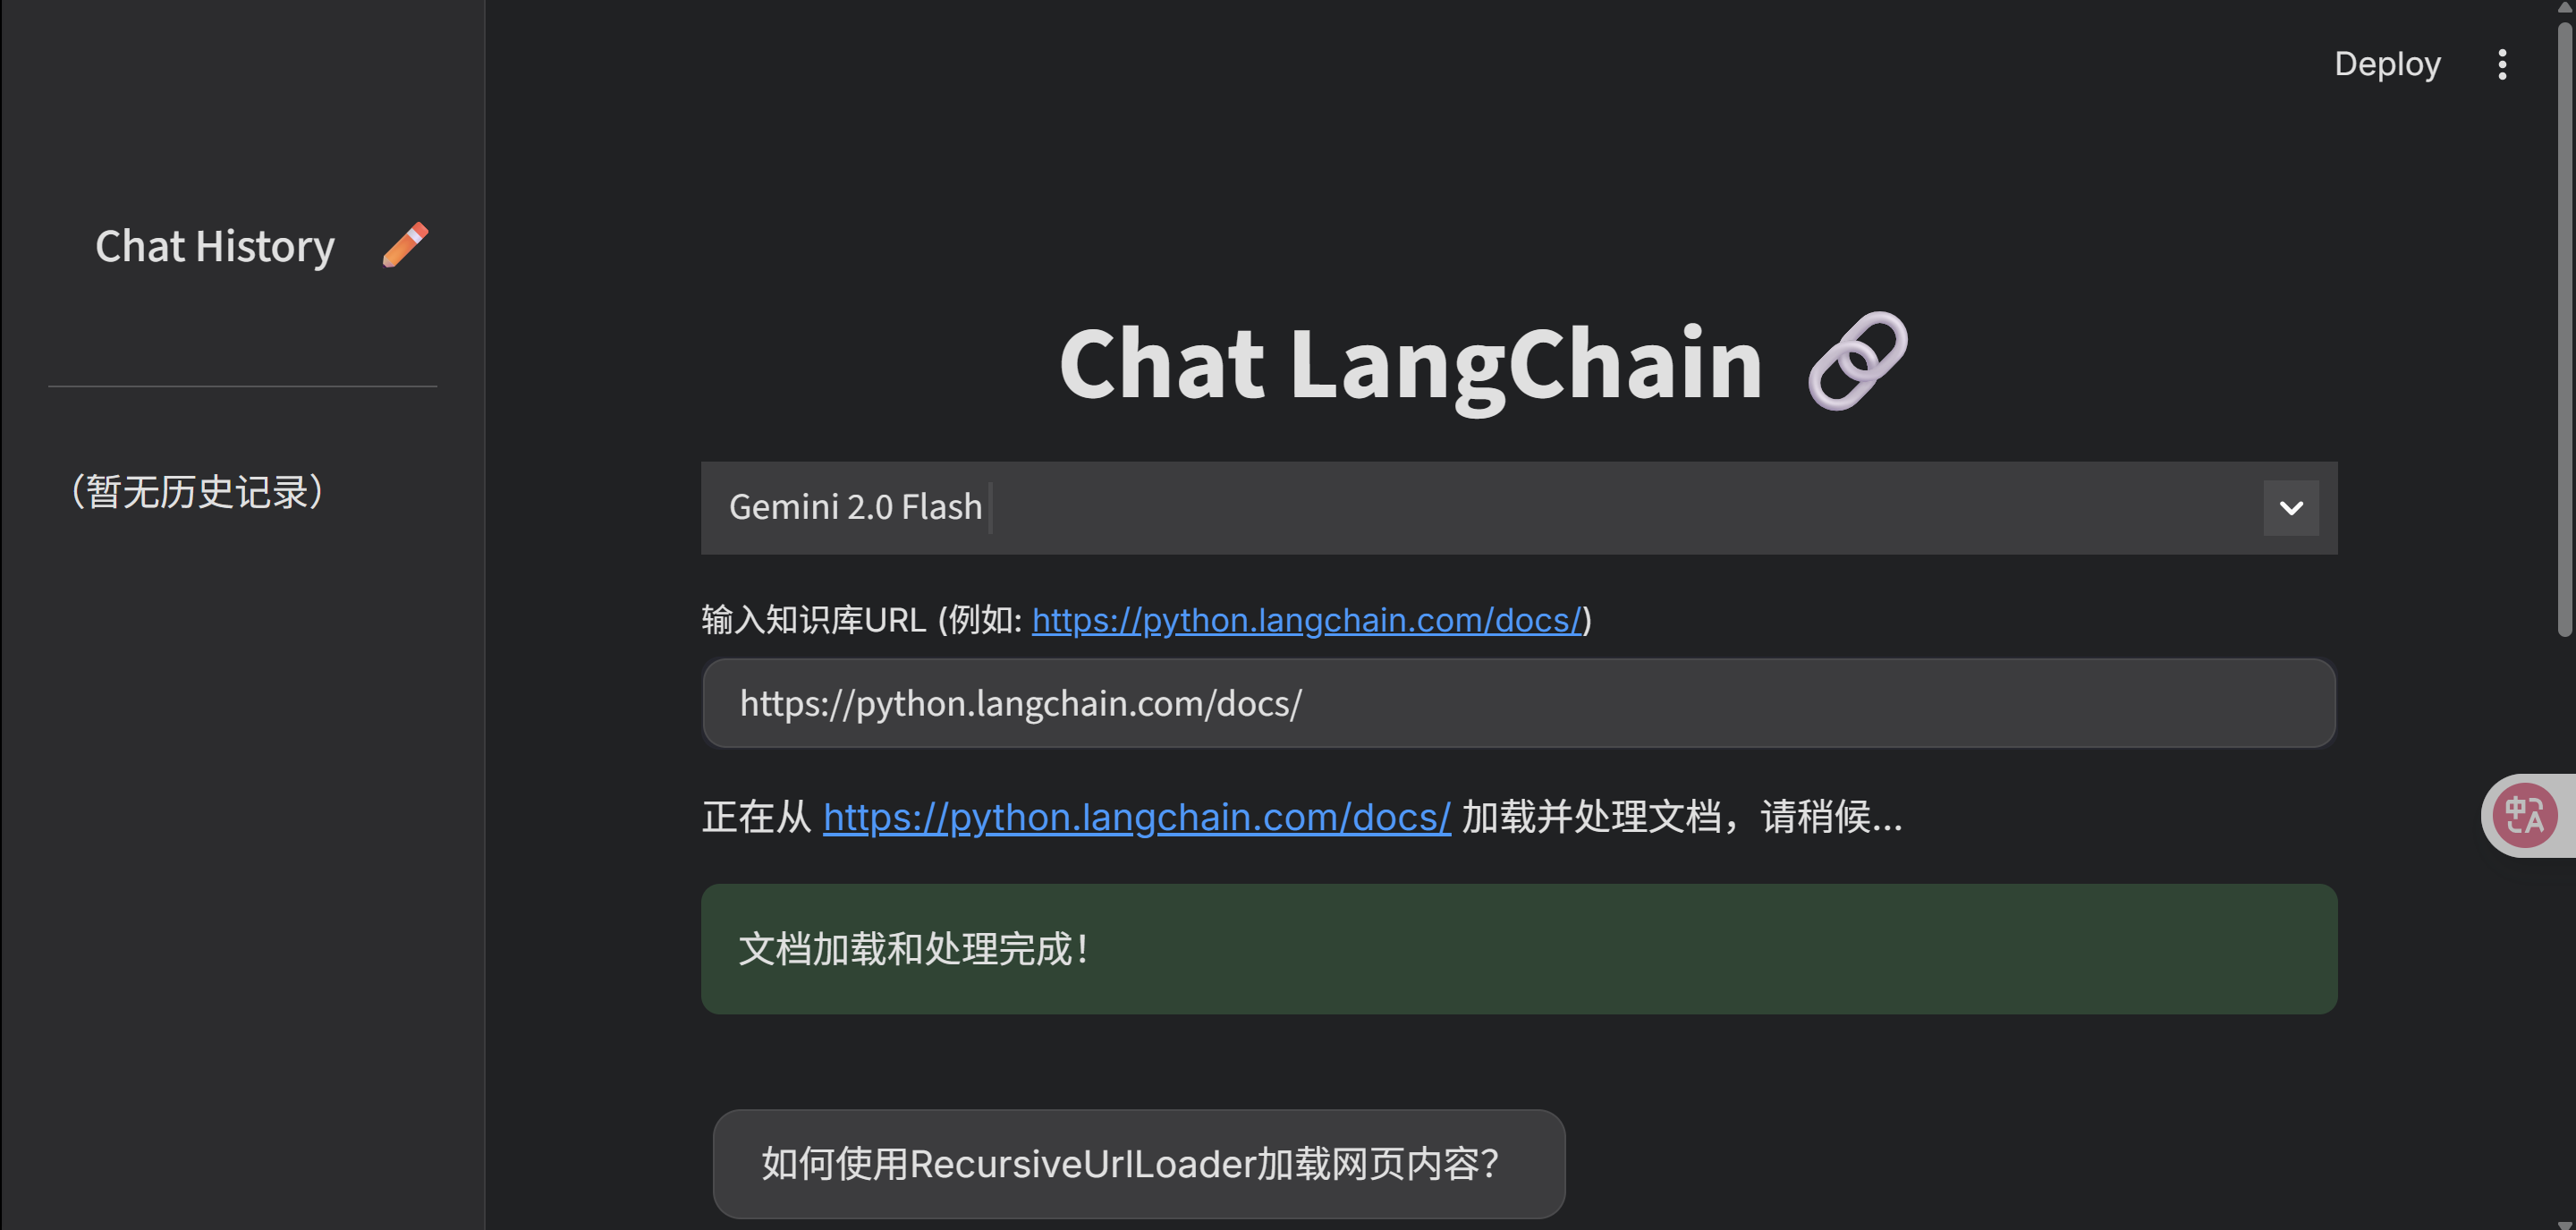 Deploy
Chat History
（暂无历史记录）
Chat LangChain
Gemini 2.0 Flash
输入知识库URL (例如: https://python.langchain.com/docs/)
https://python.langchain.com/docs/
正在从 https://python.langchain.com/docs/ 加载并处理文档，请稍候...
中A
文档加载和处理完成！
如何使用RecursiveUrlLoader加载网页内容？